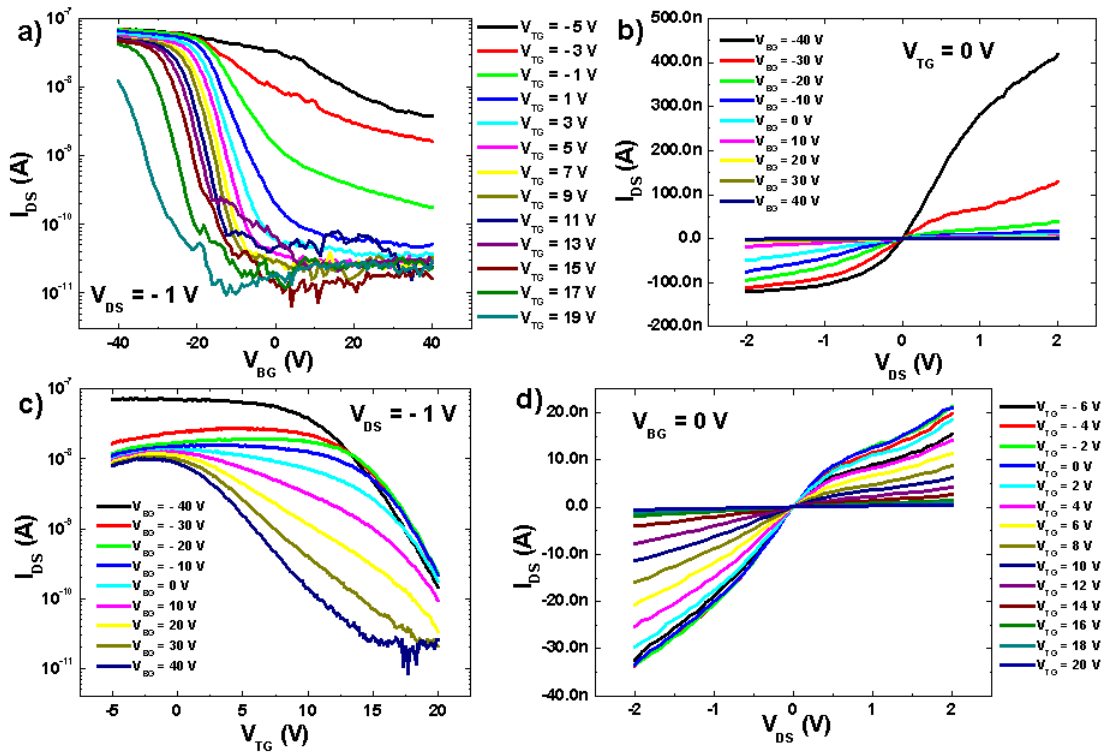 a)
I_DS (A)
10^-7
10^-8
10^-9
10^-10
10^-11
V_DS = - 1 V
-40 -20 0 20 40
V_BG (V)
V_TG = - 5 V
V_TG = - 3 V
V_TG = - 1 V
V_TG = 1 V
V_TG = 3 V
V_TG = 5 V
V_TG = 7 V
V_TG = 9 V
V_TG = 11 V
V_TG = 13 V
V_TG = 15 V
V_TG = 17 V
V_TG = 19 V
b)
I_DS (A)
500.0n
400.0n
300.0n
200.0n
100.0n
0.0
-100.0n
-200.0n
V_BG = -40 V
V_BG = -30 V
V_BG = -20 V
V_BG = -10 V
V_BG = 0 V
V_BG = 10 V
V_BG = 20 V
V_BG = 30 V
V_BG = 40 V
V_TG = 0 V
-2 -1 0 1 2
V_DS (V)
c)
I_DS (A)
10^-7
10^-8
10^-9
10^-10
10^-11
V_DS = - 1 V
V_BG = - 40 V
V_BG = - 30 V
V_BG = - 20 V
V_BG = - 10 V
V_BG = 0 V
V_BG = 10 V
V_BG = 20 V
V_BG = 30 V
V_BG = 40 V
-5 0 5 10 15 20
V_TG (V)
d)
I_DS (A)
20.0n
10.0n
0.0
-10.0n
-20.0n
-30.0n
-40.0n
V_BG = 0 V
-2 -1 0 1 2
V_DS (V)
V_TG = - 6 V
V_TG = - 4 V
V_TG = - 2 V
V_TG = 0 V
V_TG = 2 V
V_TG = 4 V
V_TG = 6 V
V_TG = 8 V
V_TG = 10 V
V_TG = 12 V
V_TG = 14 V
V_TG = 16 V
V_TG = 18 V
V_TG = 20 V